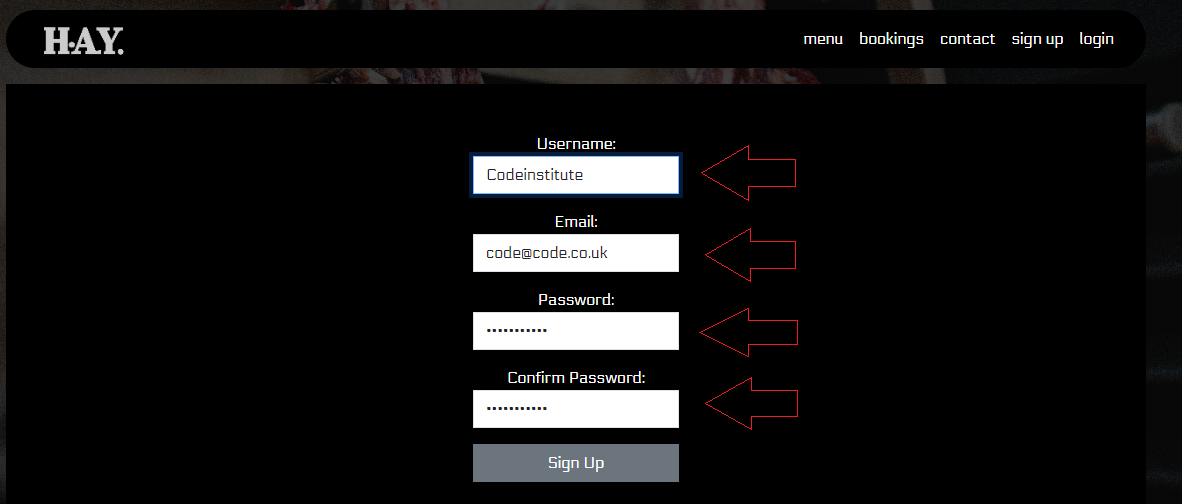 H.A.Y.
menu bookings contact sign up login
Username:
Codeinstitute
Email:
code@code.co.uk
Password:
•••••••••••
Confirm Password:
•••••••••••
Sign Up